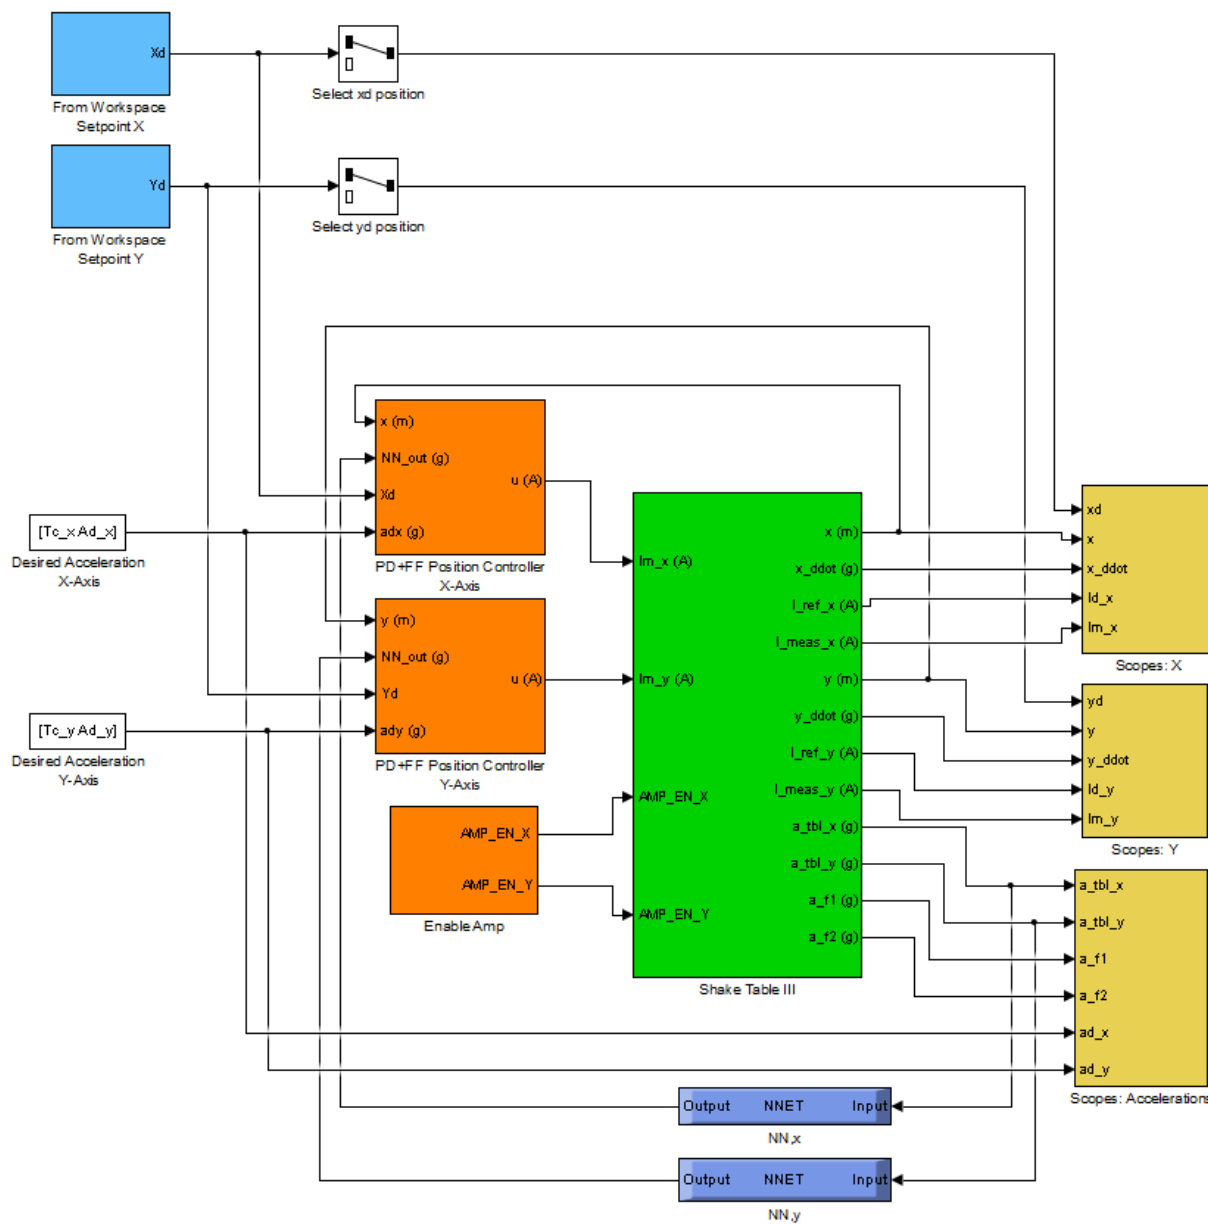 Xd
From Workspace
Setpoint X
Select xd position
Yd
From Workspace
Setpoint Y
Select yd position
x (m)
NN_out (g)
Xd
adx (g)
u (A)
PD+FF Position Controller
X-Axis
[Tc_x Ad_x]
Desired Acceleration
X-Axis
y (m)
NN_out (g)
Yd
ady (g)
u (A)
PD+FF Position Controller
Y-Axis
[Tc_y Ad_y]
Desired Acceleration
Y-Axis
AMP_EN_X
AMP_EN_Y
Enable Amp
Im_x (A)
Im_y (A)
AMP_EN_X
AMP_EN_Y
x (m)
x_ddot (g)
I_ref_x (A)
I_meas_x (A)
y (m)
y_ddot (g)
I_ref_y (A)
I_meas_y (A)
a_tbl_x (g)
a_tbl_y (g)
a_f1 (g)
a_f2 (g)
Shake Table III
xd
x
x_ddot
Id_x
Im_x
Scopes: X
yd
y
y_ddot
Id_y
Im_y
Scopes: Y
a_tbl_x
a_tbl_y
a_f1
a_f2
ad_x
ad_y
Scopes: Accelerations
Output NNET Input
NN,x
Output NNET Input
NN,y